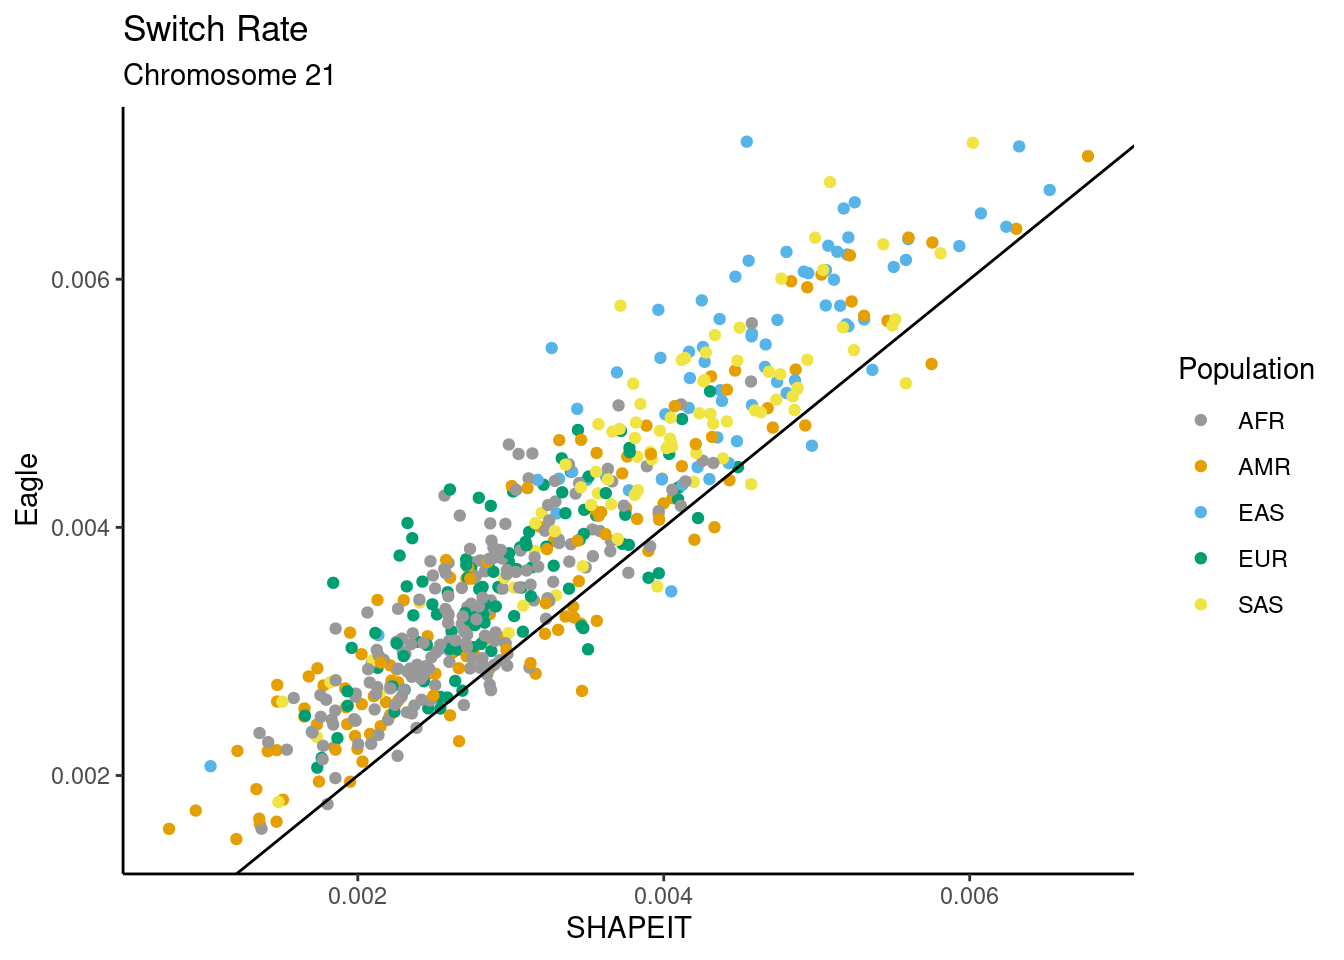 Switch Rate
Chromosome 21
Eagle
0.006
0.004
0.002
0.002 0.004 0.006
SHAPEIT
Population
AFR
AMR
EAS
EUR
SAS